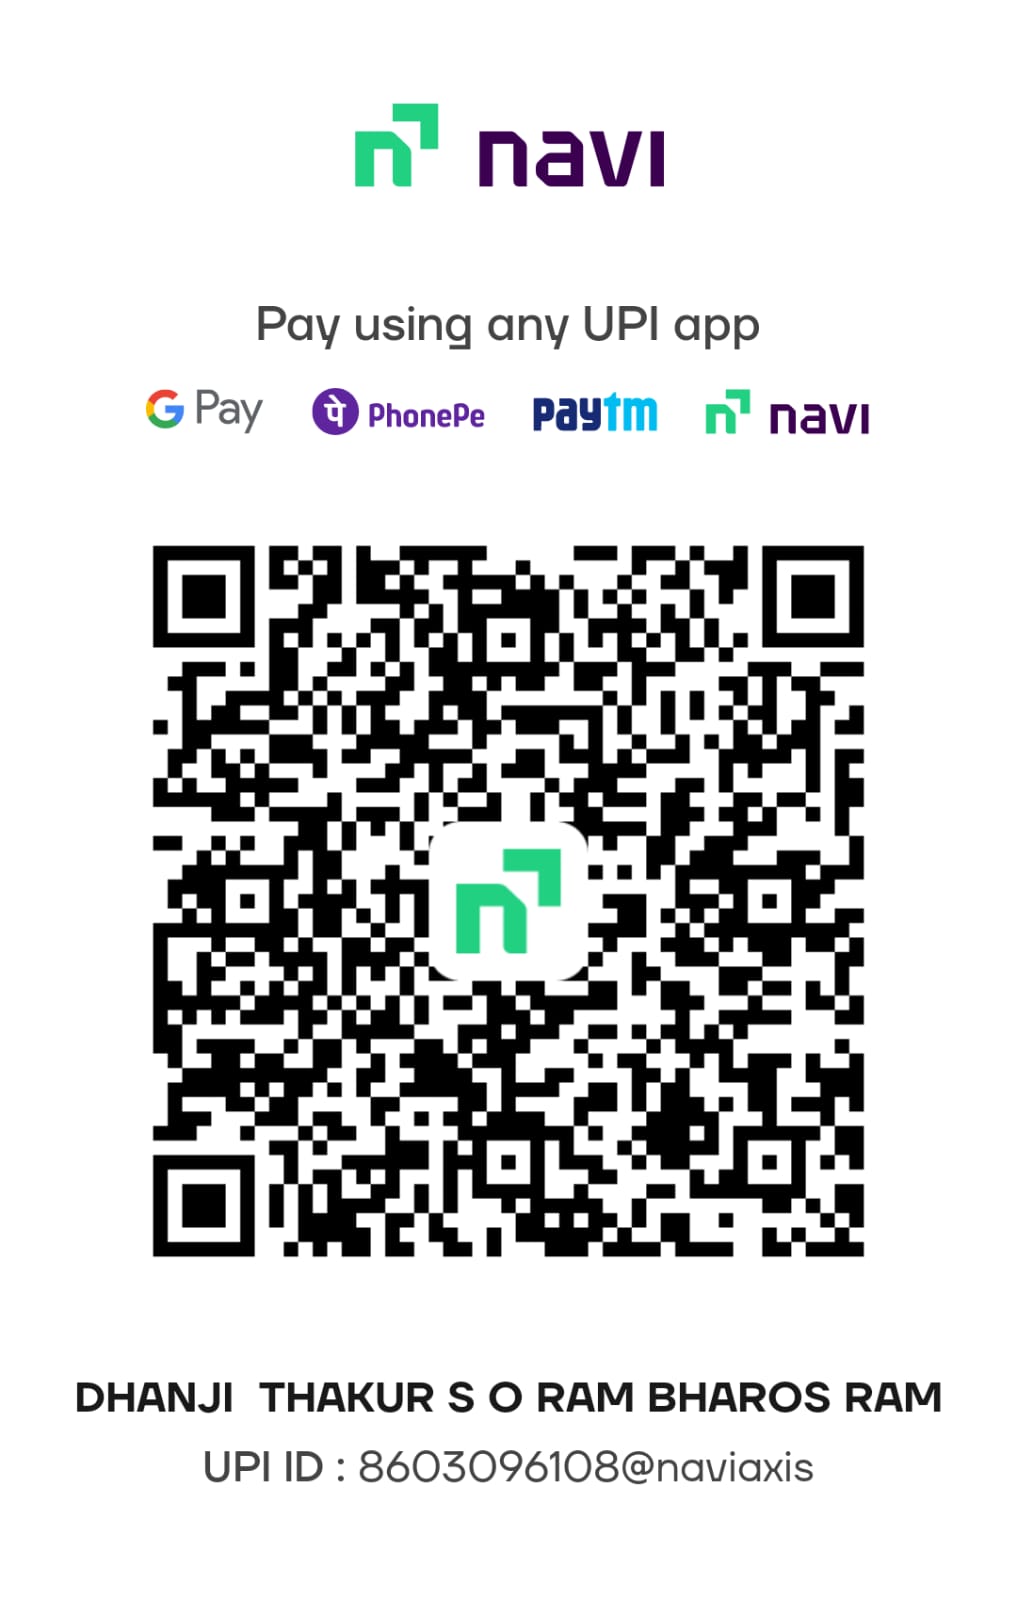 navi
Pay using any UPI app
G Pay पे PhonePe paytm navi
DHANJI THAKUR S O RAM BHAROS RAM
UPI ID : 8603096108@naviaxis